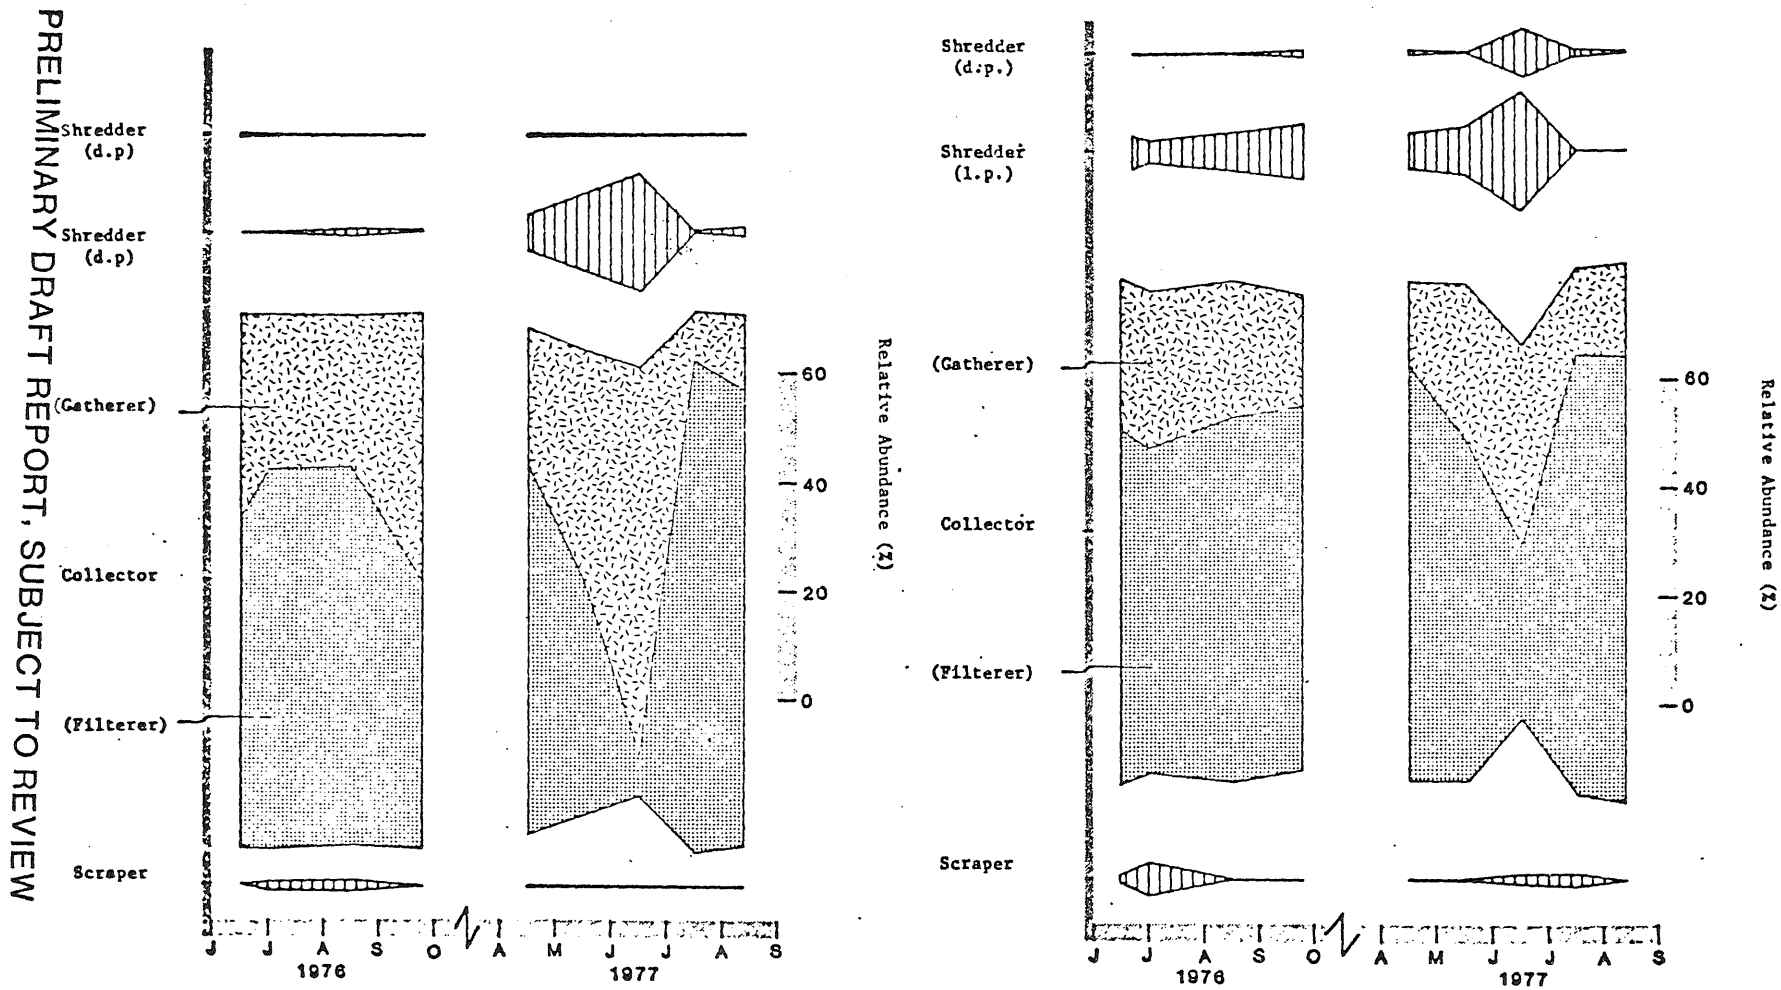 PRELIMINARY DRAFT REPORT, SUBJECT TO REVIEW
Shredder
(d.p)
Shredder
(d.p)
(Gatherer)
Collector
(Filterer)
Scraper
60
40
20
0
Relative Abundance (%)
J J A S O A M J J A S
1976 1977
Shredder
(d.p.)
Shredder
(l.p.)
(Gatherer)
Collector
(Filterer)
Scraper
60
40
20
0
Relative Abundance (%)
J J A S O A M J J A S
1976 1977